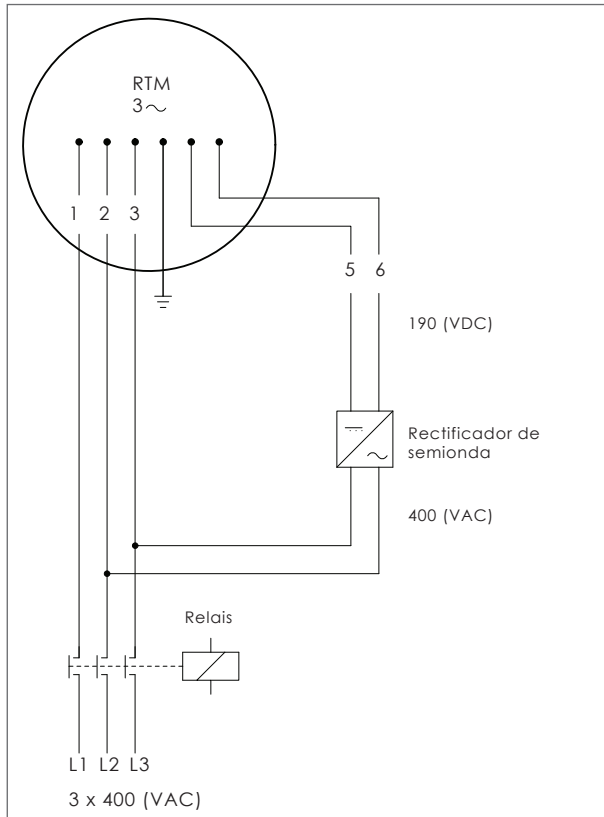 RTM
3～
1 2 3
5 6
190 (VDC)
Rectificador de
semionda
400 (VAC)
Relais
L1 L2 L3
3 x 400 (VAC)